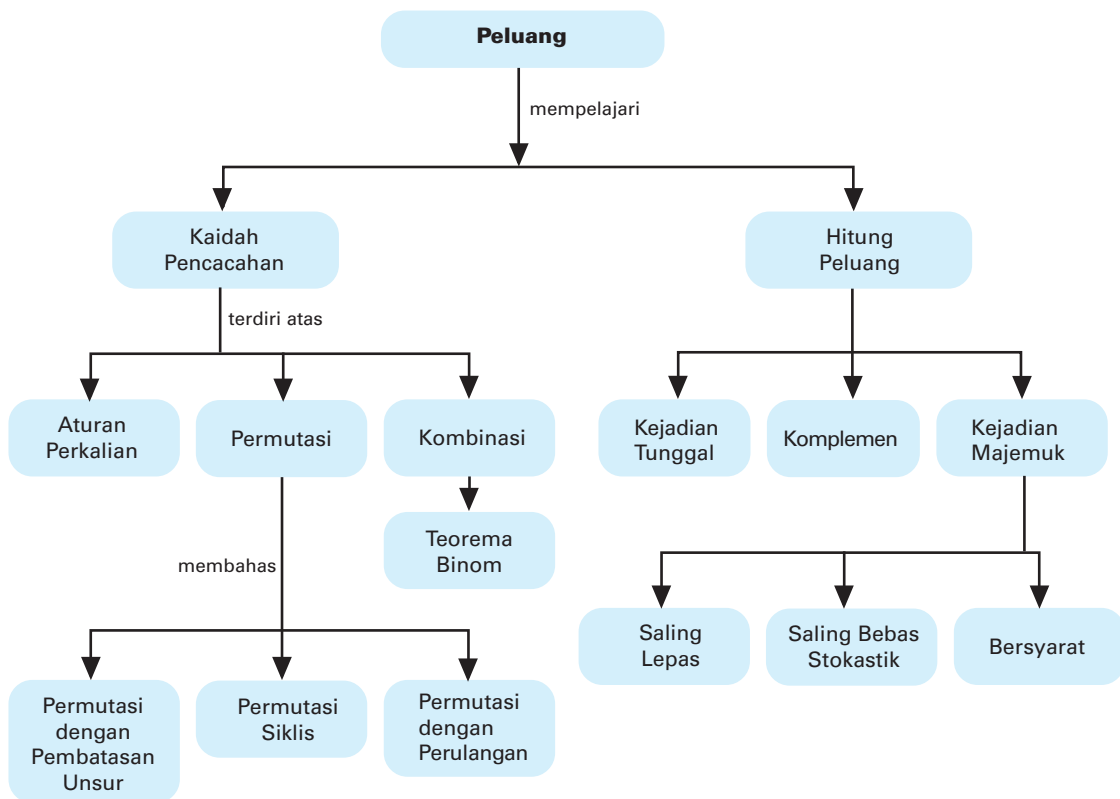 Peluang
mempelajari
Kaidah
Pencacahan
Hitung
Peluang
terdiri atas
Aturan
Perkalian
Permutasi
Kombinasi
Kejadian
Tunggal
Komplemen
Kejadian
Majemuk
Teorema
Binom
membahas
Saling
Lepas
Saling Bebas
Stokastik
Bersyarat
Permutasi
dengan
Pembatasan
Unsur
Permutasi
Siklis
Permutasi
dengan
Perulangan